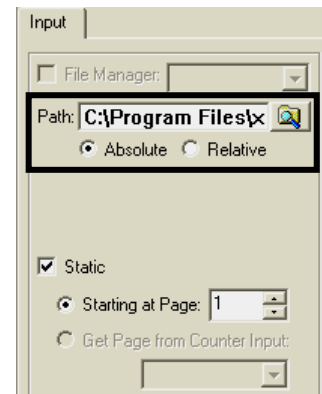 Input
File Manager:
Path: C:\Program Files\x
Absolute Relative
Static
Starting at Page: 1
Get Page from Counter Input: